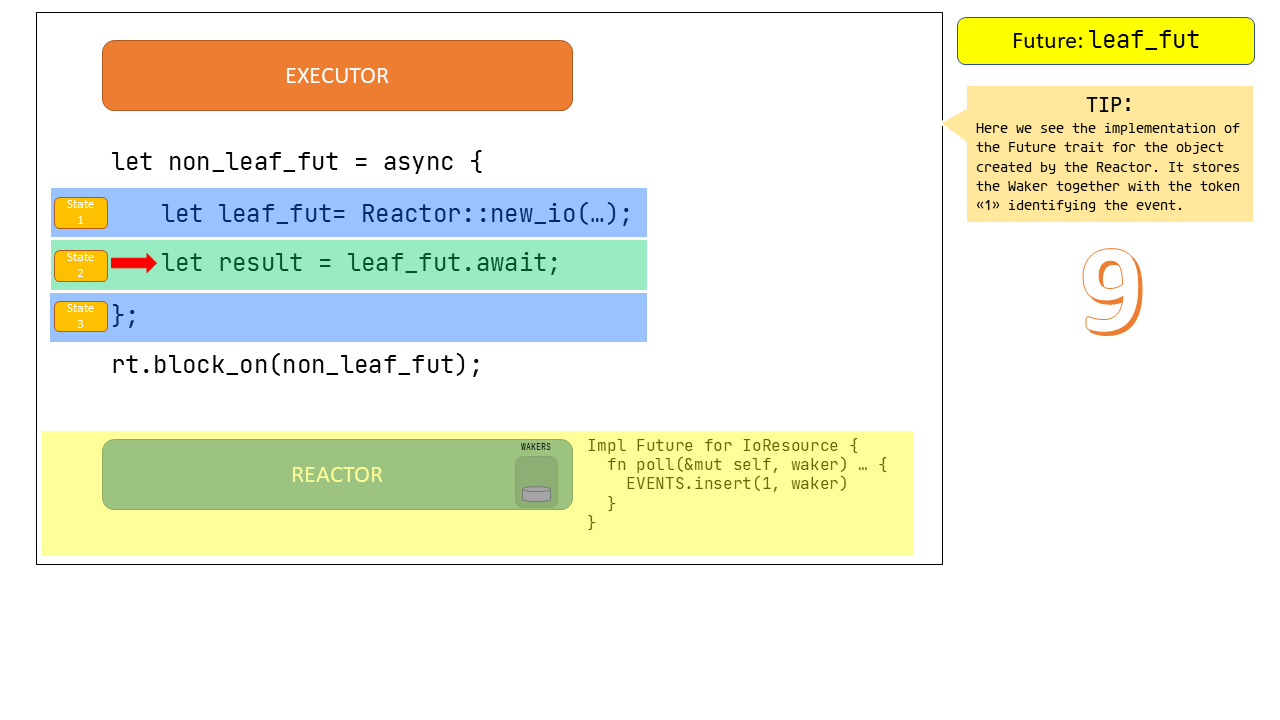 EXECUTOR
let non_leaf_fut = async {
State
1
let leaf_fut= Reactor::new_io(…);
State
2
let result = leaf_fut.await;
State
3
};
rt.block_on(non_leaf_fut);
REACTOR
WAKERS
Impl Future for IoResource {
fn poll(&mut self, waker) … {
EVENTS.insert(1, waker)
}
}
Future: leaf_fut
TIP:
Here we see the implementation of
the Future trait for the object
created by the Reactor. It stores
the Waker together with the token
«1» identifying the event.
9